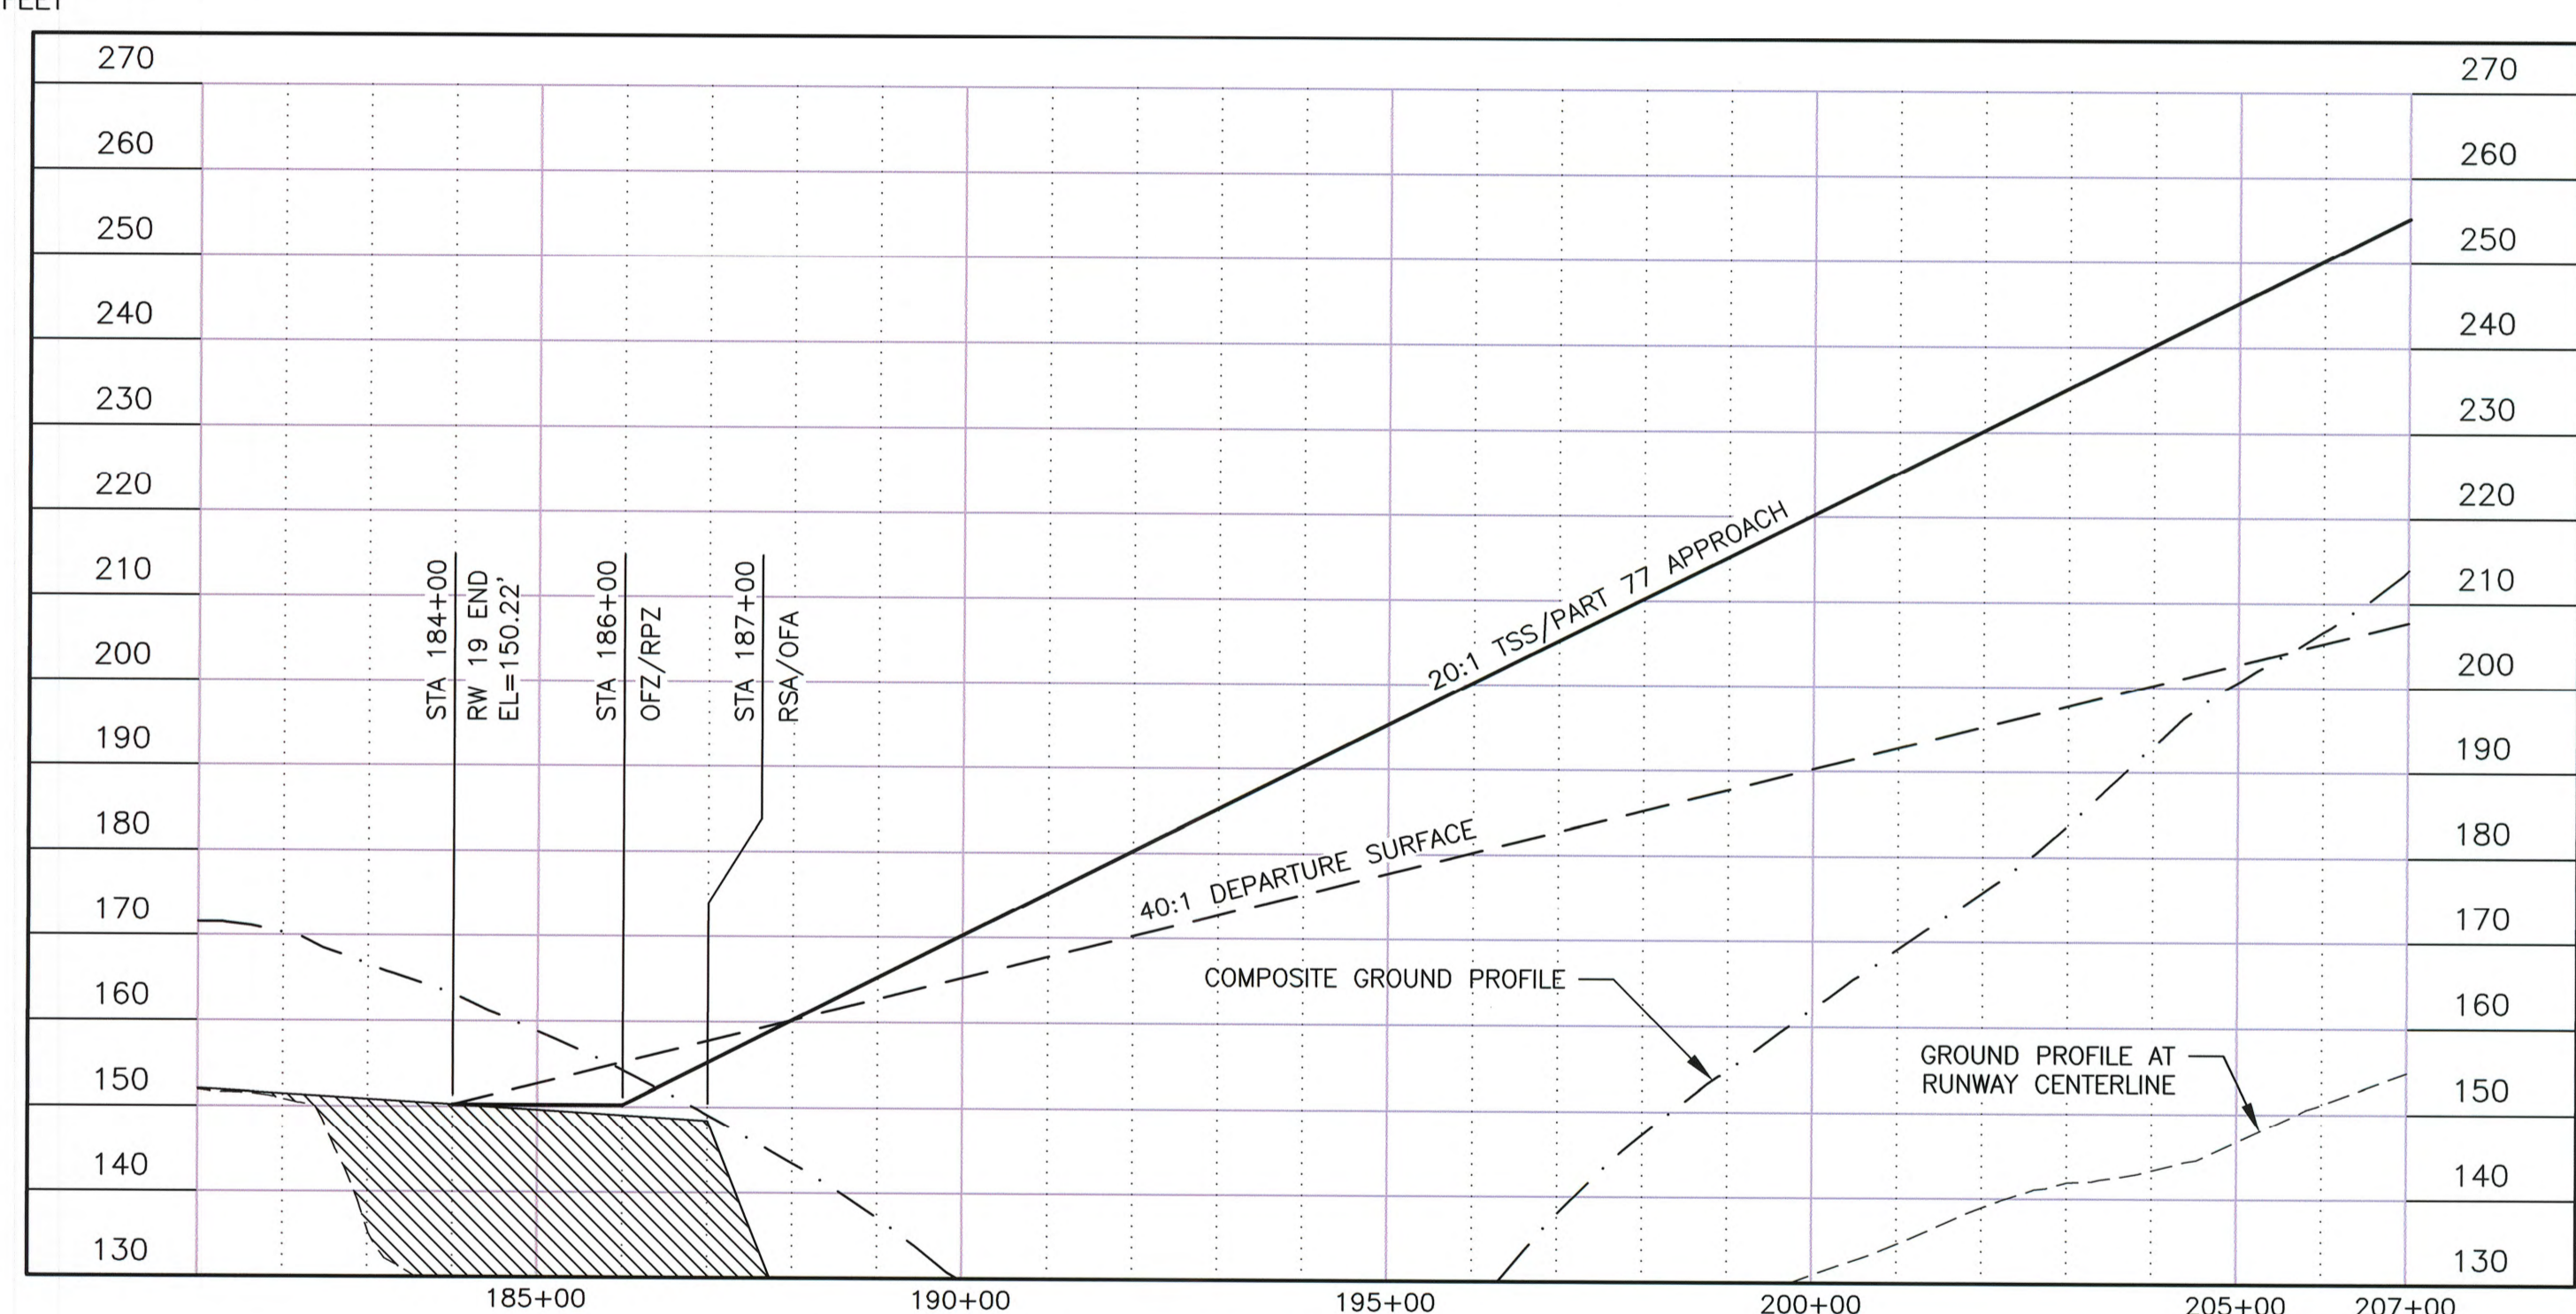 FEET
270 270
260 260
250 250
240 240
230 230
220 220
210 210
200 200
190 190
180 180
170 170
160 160
150 150
140 140
130 130
STA 184+00
RW 19 END
EL=150.22'
STA 186+00
OFZ/RPZ
STA 187+00
RSA/OFA
20:1 TSS/PART 77 APPROACH
40:1 DEPARTURE SURFACE
COMPOSITE GROUND PROFILE
GROUND PROFILE AT
RUNWAY CENTERLINE
185+00 190+00 195+00 200+00 205+00 207+00